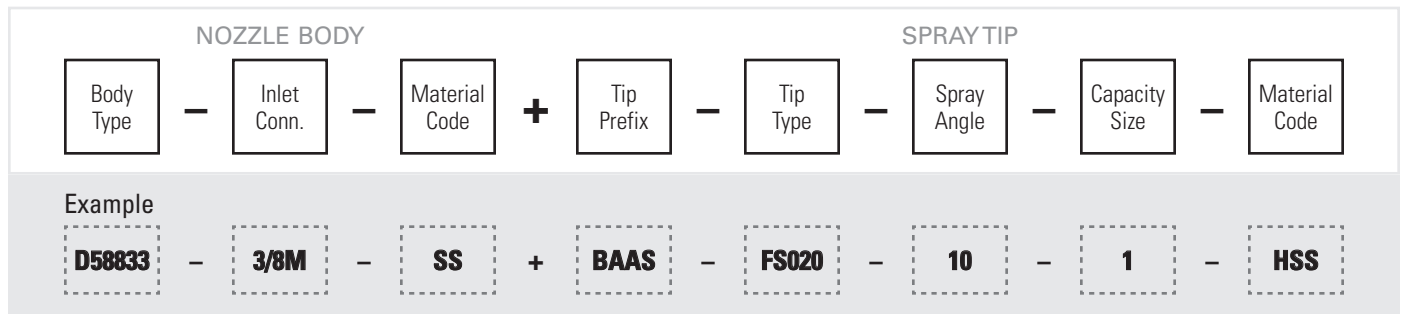 NOZZLE BODY SPRAY TIP
Body Type – Inlet Conn. – Material Code + Tip Prefix – Tip Type – Spray Angle – Capacity Size – Material Code
Example
D58833 – 3/8M – SS + BAAS – FS020 – 10 – 1 – HSS